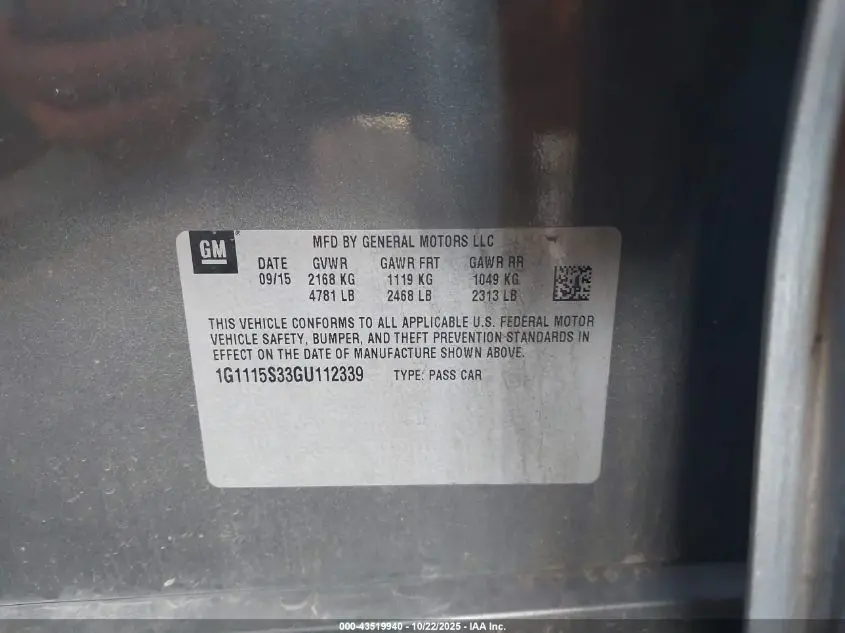 GM
MFD BY GENERAL MOTORS LLC
DATE GVWR GAWR FRT GAWR RR
09/15 2168 KG 1119 KG 1049 KG
4781 LB 2468 LB 2313 LB
THIS VEHICLE CONFORMS TO ALL APPLICABLE U.S. FEDERAL MOTOR
VEHICLE SAFETY, BUMPER, AND THEFT PREVENTION STANDARDS IN
EFFECT ON THE DATE OF MANUFACTURE SHOWN ABOVE.
1G1115S33GU112339 TYPE: PASS CAR
000-43519940 - 10/22/2025 - IAA Inc.